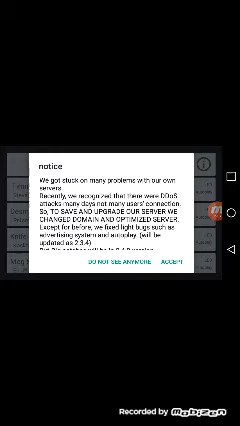 notice
We got stuck on many problems with our own
servers.
Recently, we recognized that there were DDoS
attacks many days not many users' connection.
So, TO SAVE AND UPGRADE OUR SERVER WE
CHANGED DOMAIN AND OPTIMIZED SERVER.
Except for before, we fixed light bugs such as
advertising system and autoplay. (will be
updated as 2.3.4)
DO NOT SEE ANYMORE ACCEPT
Recorded by Mobizen